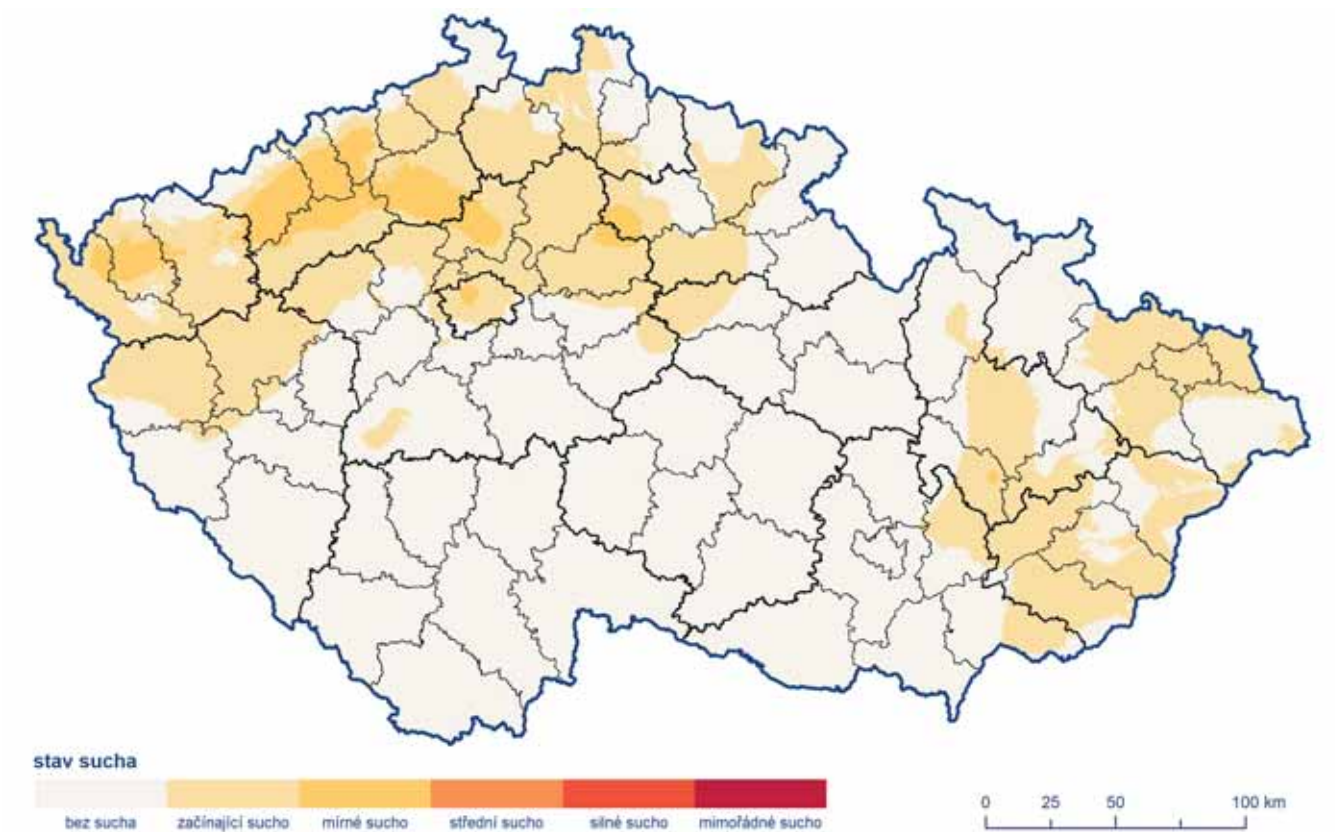 stav sucha
bez sucha začínající sucho mírné sucho střední sucho silné sucho mimořádné sucho
0 25 50 100 km